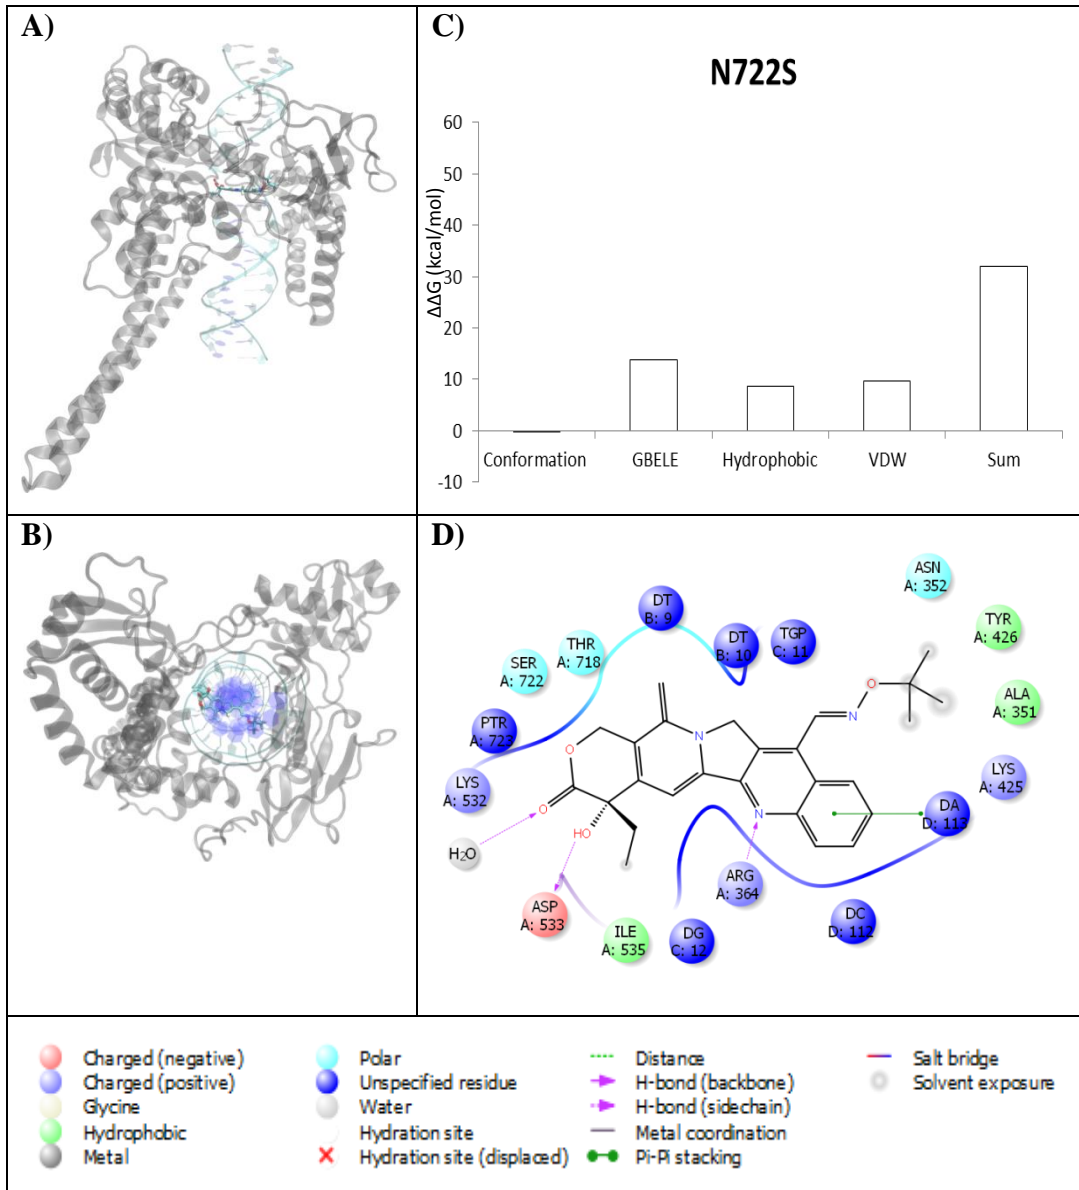 A)
C)
N722S
ΔΔG (kcal/mol)
60
50
40
30
20
10
0
-10
Conformation GBELE Hydrophobic VDW Sum
B)
D)
ASN
A: 352
DT
B: 9
TYR
A: 426
DT
B: 10
TGP
C: 11
THR
A: 718
SER
A: 722
ALA
A: 351
PTR
A: 723
LYS
A: 532
LYS
A: 425
DA
D: 113
H2O
ARG
A: 364
ASP
A: 533
ILE
A: 535
DG
C: 12
DC
D: 112
O
N
N
O
O
HO
N
Charged (negative) Polar Distance Salt bridge
Charged (positive) Unspecified residue H-bond (backbone) Solvent exposure
Glycine Water H-bond (sidechain)
Hydrophobic Hydration site Metal coordination
Metal Hydration site (displaced) Pi-Pi stacking